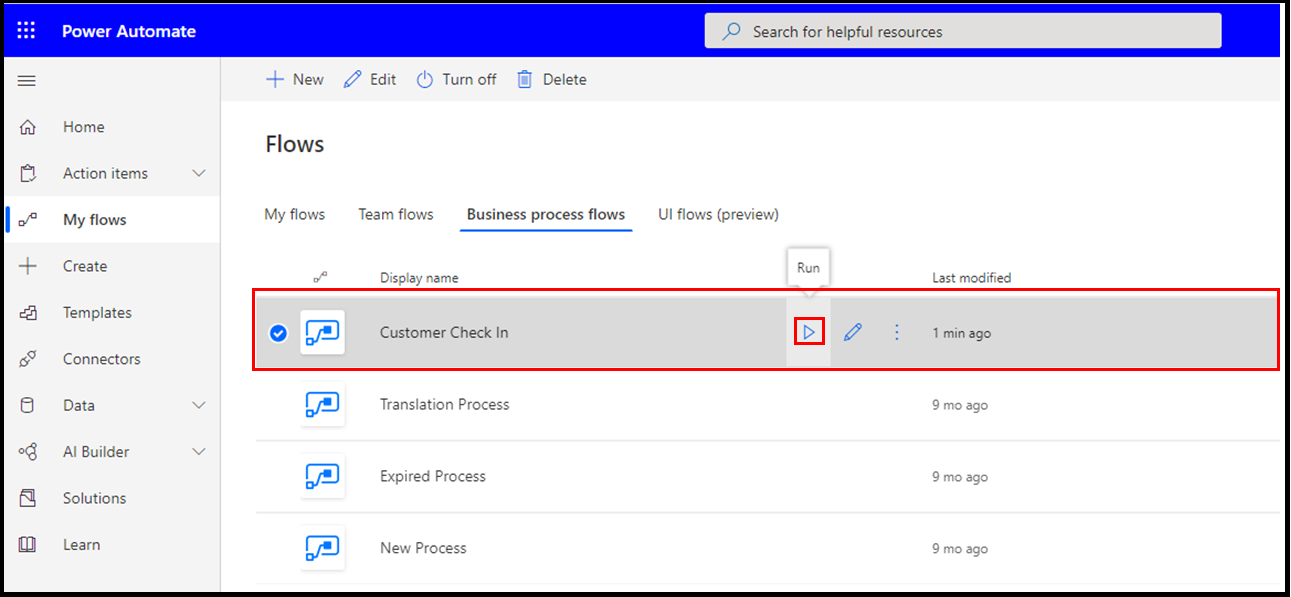 Power Automate
Search for helpful resources
New Edit Turn off Delete
Home
Action items
My flows
Create
Templates
Connectors
Data
AI Builder
Solutions
Learn
Flows
My flows Team flows Business process flows UI flows (preview)
Run
Display name Last modified
Customer Check In 1 min ago
Translation Process 9 mo ago
Expired Process 9 mo ago
New Process 9 mo ago